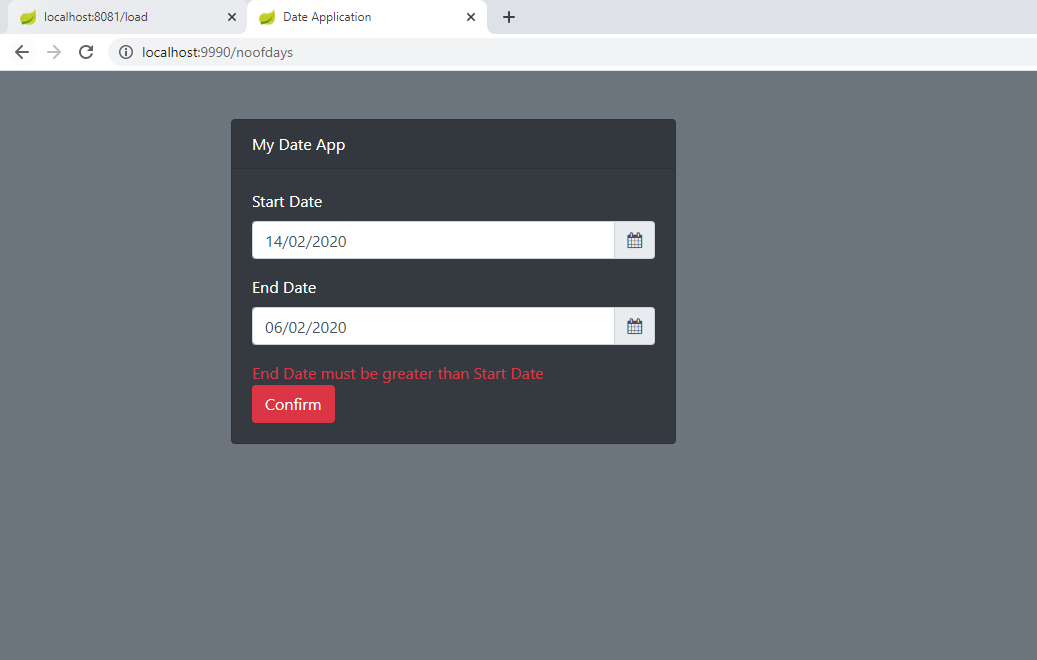 localhost:8081/load
Date Application
localhost:9990/noofdays
My Date App
Start Date
14/02/2020
End Date
06/02/2020
End Date must be greater than Start Date
Confirm